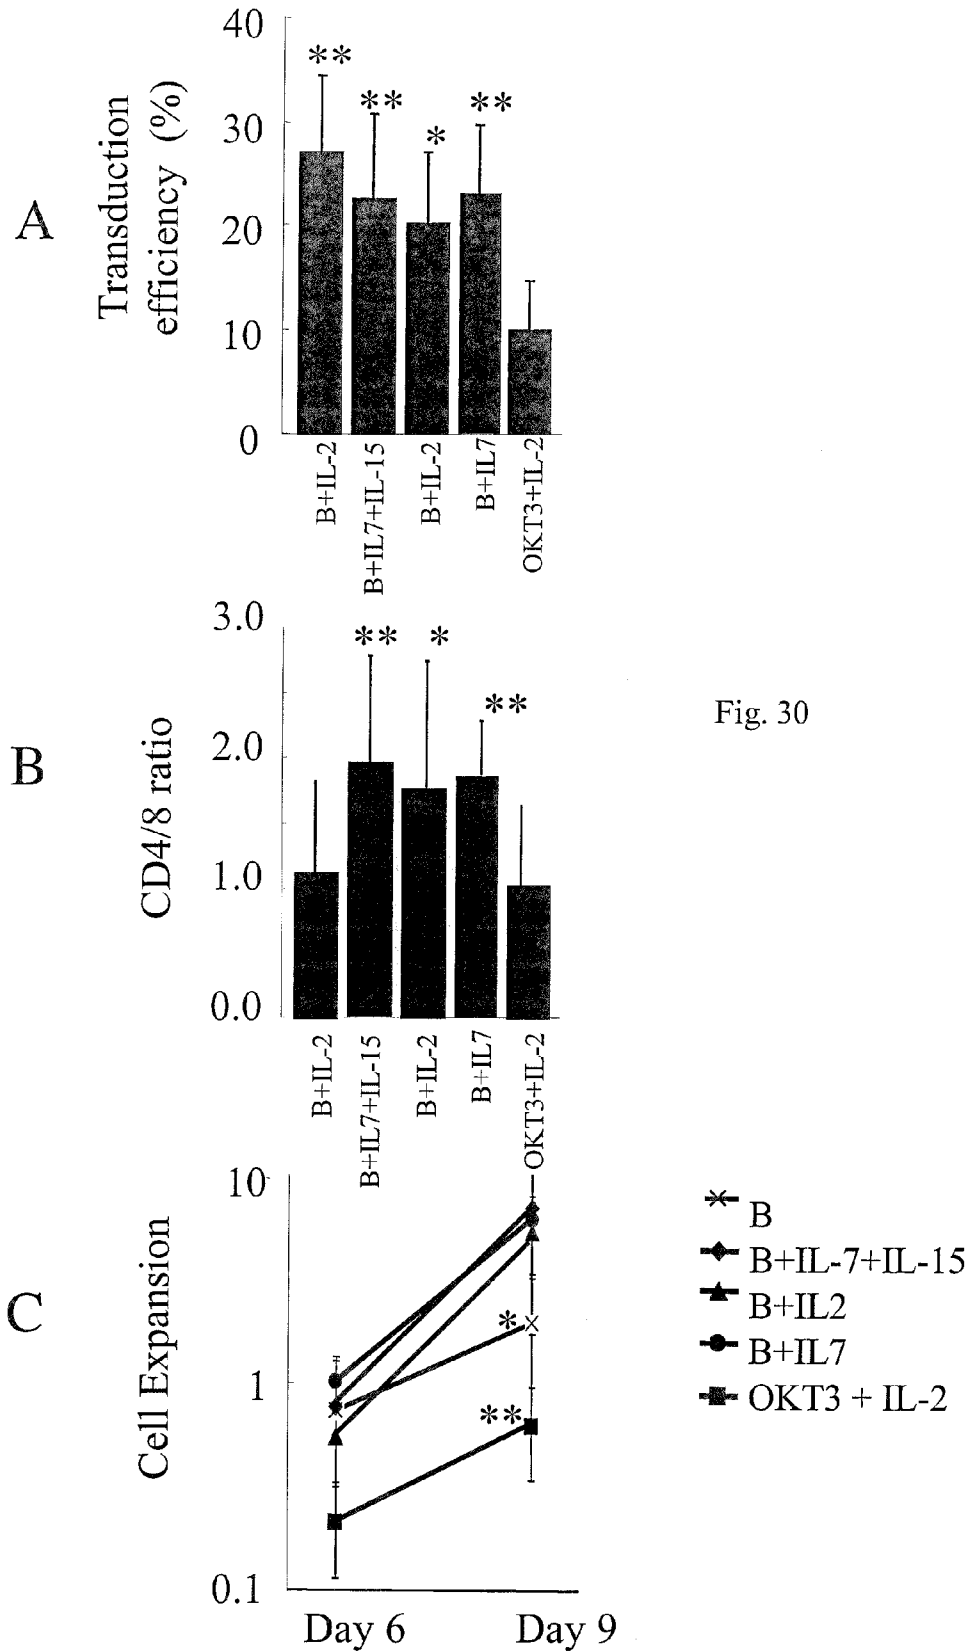 A
Transduction
efficiency (%)
40
30
20
10
0
**
**
*
**
B+IL-2
B+IL7+IL-15
B+IL-2
B+IL7
OKT3+IL-2
B
CD4/8 ratio
3.0
2.0
1.0
0.0
**
*
**
B+IL-2
B+IL7+IL-15
B+IL-2
B+IL7
OKT3+IL-2
Fig. 30
C
Cell Expansion
10
1
0.1
*
**
Day 6
Day 9
B
B+IL-7+IL-15
B+IL2
B+IL7
OKT3 + IL-2